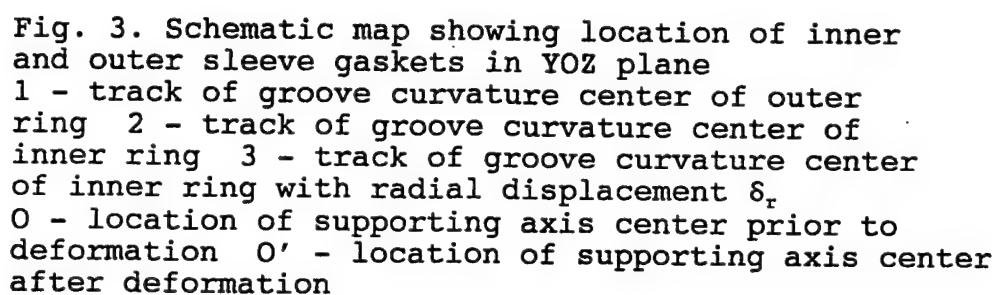 Fig. 3. Schematic map showing location of inner
and outer sleeve gaskets in YOZ plane
1 - track of groove curvature center of outer
ring 2 - track of groove curvature center of
inner ring 3 - track of groove curvature center
of inner ring with radial displacement δᵣ
O - location of supporting axis center prior to
deformation O' - location of supporting axis center
after deformation